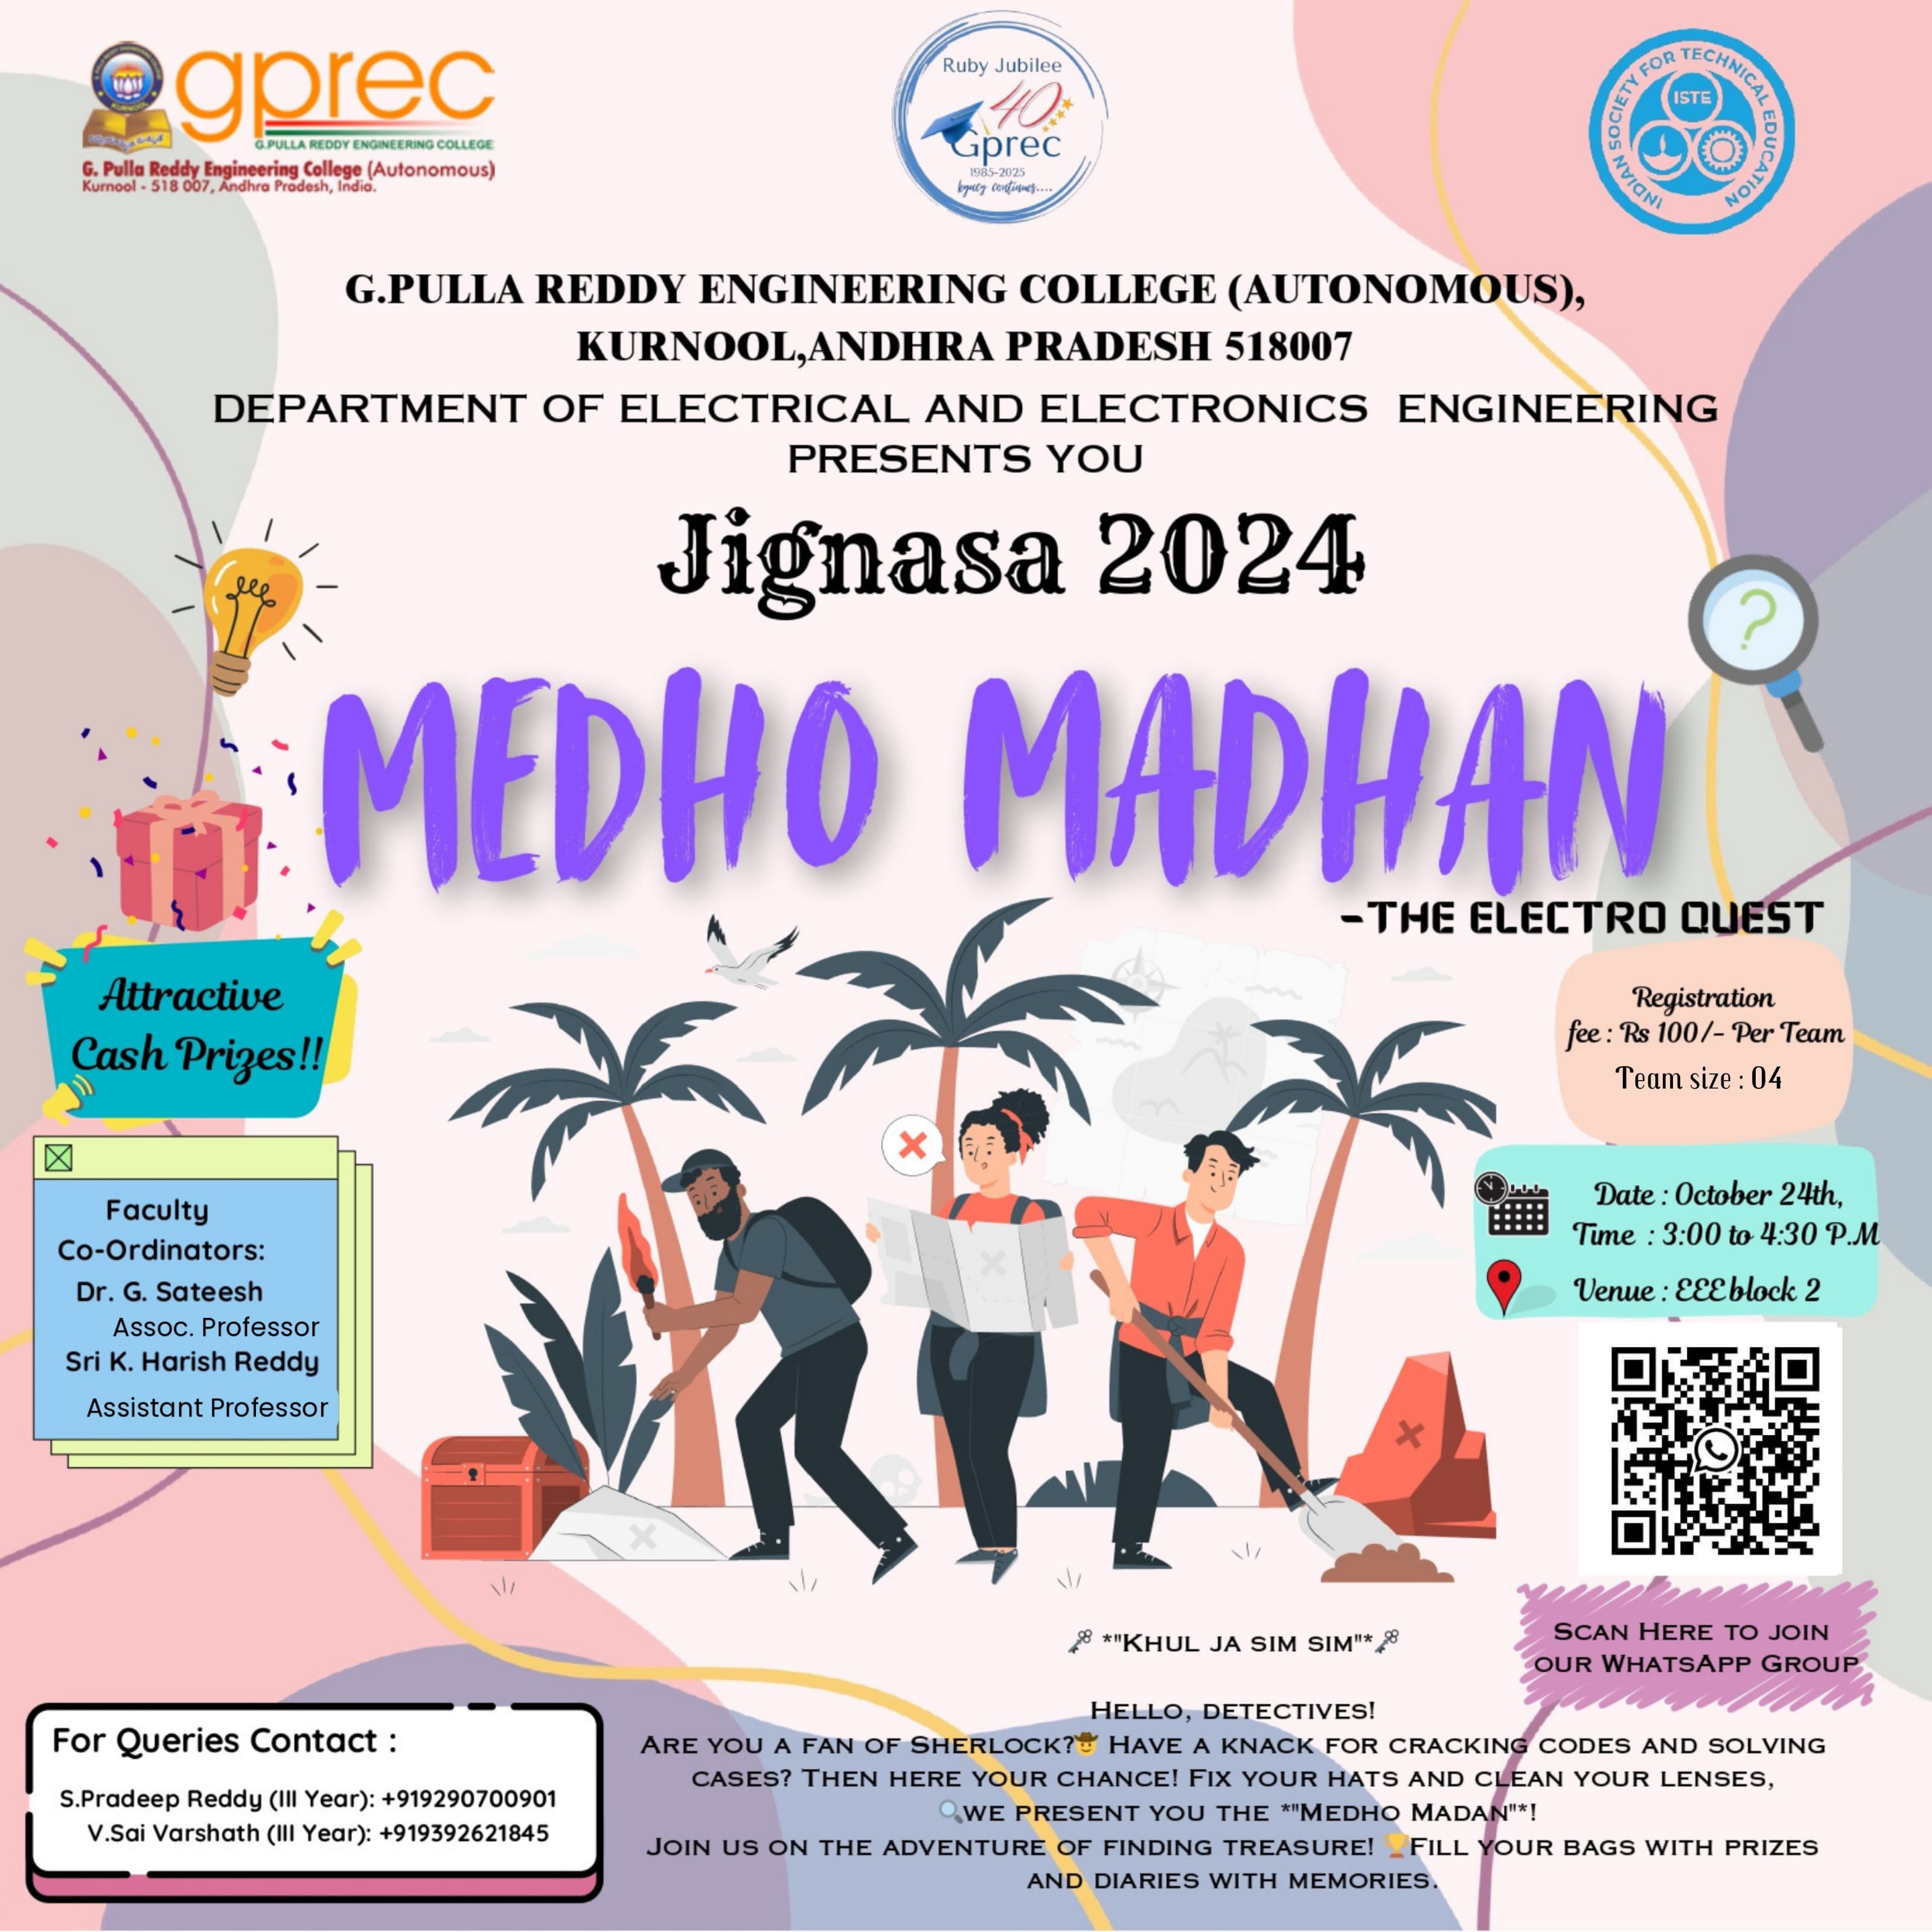 gprec
G.PULLA REDDY ENGINEERING COLLEGE
G. Pulla Reddy Engineering College (Autonomous)
Kurnool - 518 007, Andhra Pradesh, India.
KURNOOL
Ruby Jubilee
40
Gprec
1985-2025
legacy continues....
INDIAN SOCIETY FOR TECHNICAL EDUCATION
ISTE
G.PULLA REDDY ENGINEERING COLLEGE (AUTONOMOUS),
KURNOOL,ANDHRA PRADESH 518007
DEPARTMENT OF ELECTRICAL AND ELECTRONICS ENGINEERING
PRESENTS YOU
Jignasa 2024
MEDHO MADHAN
-THE ELECTRO QUEST
Attractive
Cash Prizes!!
Registration
fee : Rs 100/- Per Team
Team size : 04
Faculty
Co-Ordinators:
Dr. G. Sateesh
Assoc. Professor
Sri K. Harish Reddy
Assistant Professor
Date : October 24th,
Time : 3:00 to 4:30 P.M
Venue : EEE block 2
SCAN HERE TO JOIN
OUR WHATSAPP GROUP
🗝️ *"KHUL JA SIM SIM"* 🗝️
HELLO, DETECTIVES!
ARE YOU A FAN OF SHERLOCK?🤠 HAVE A KNACK FOR CRACKING CODES AND SOLVING
CASES? THEN HERE YOUR CHANCE! FIX YOUR HATS AND CLEAN YOUR LENSES,
🔍WE PRESENT YOU THE *"MEDHO MADAN"*!
JOIN US ON THE ADVENTURE OF FINDING TREASURE! 🏆FILL YOUR BAGS WITH PRIZES
AND DIARIES WITH MEMORIES.
For Queries Contact :
S.Pradeep Reddy (III Year): +919290700901
V.Sai Varshath (III Year): +919392621845